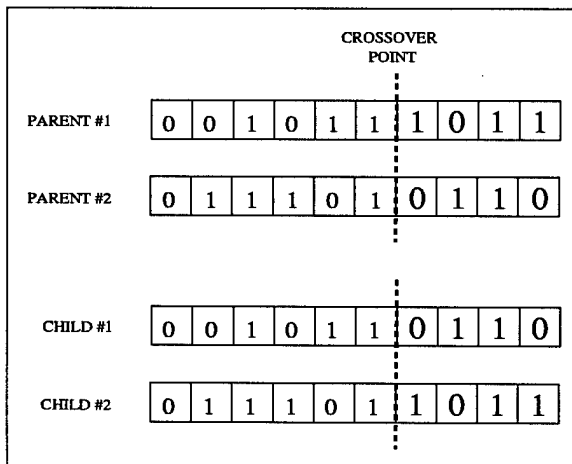 CROSSOVER
POINT
PARENT #1 0 0 1 0 1 1 1 0 1 1
PARENT #2 0 1 1 1 0 1 0 1 1 0
CHILD #1 0 0 1 0 1 1 0 1 1 0
CHILD #2 0 1 1 1 0 1 1 0 1 1